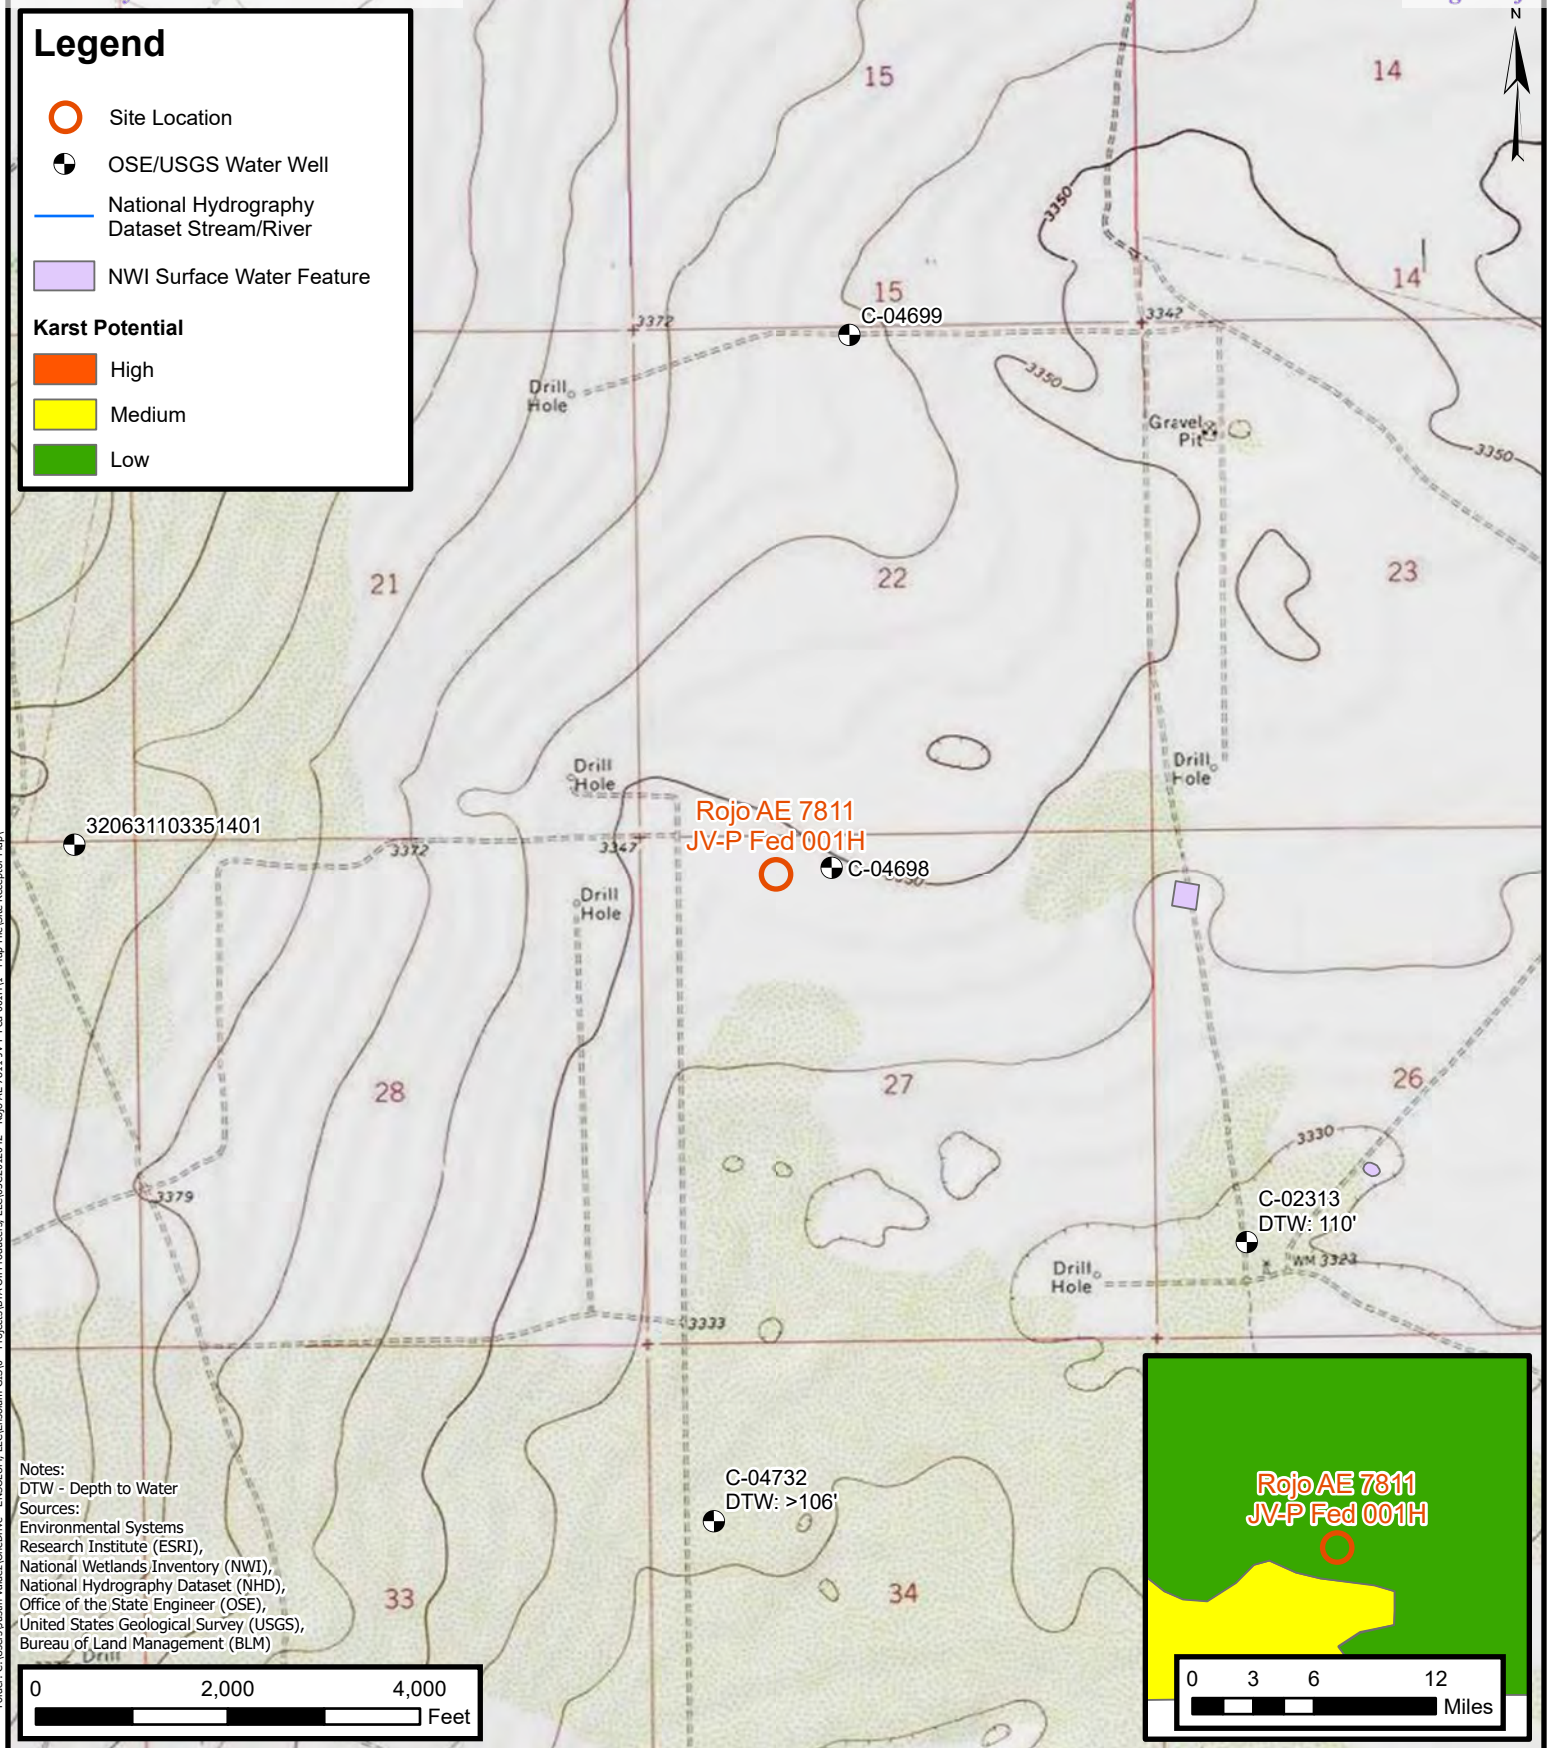 N
Legend
Site Location
OSE/USGS Water Well
National Hydrography
Dataset Stream/River
NWI Surface Water Feature
Karst Potential
High
Medium
Low
15
14
3350
15
14
3372
C-04699
3342
Drill
Hole
3350
Gravel
Pit
3350
21
22
23
Drill
Hole
Drill
Hole
Rojo AE 7811
JV-P Fed 001H
320631103351401
3372
3347
C-04698
Drill
Hole
28
27
26
3330
3379
C-02313
DTW: 110'
WM 3323
Drill
Hole
3333
C-04732
DTW: >106'
33
34
Notes:
DTW - Depth to Water
Sources:
Environmental Systems
Research Institute (ESRI),
National Wetlands Inventory (NWI),
National Hydrography Dataset (NHD),
Office of the State Engineer (OSE),
United States Geological Survey (USGS),
Bureau of Land Management (BLM)
Drill
0 2,000 4,000
Feet
Rojo AE 7811
JV-P Fed 001H
0 3 6 12
Miles